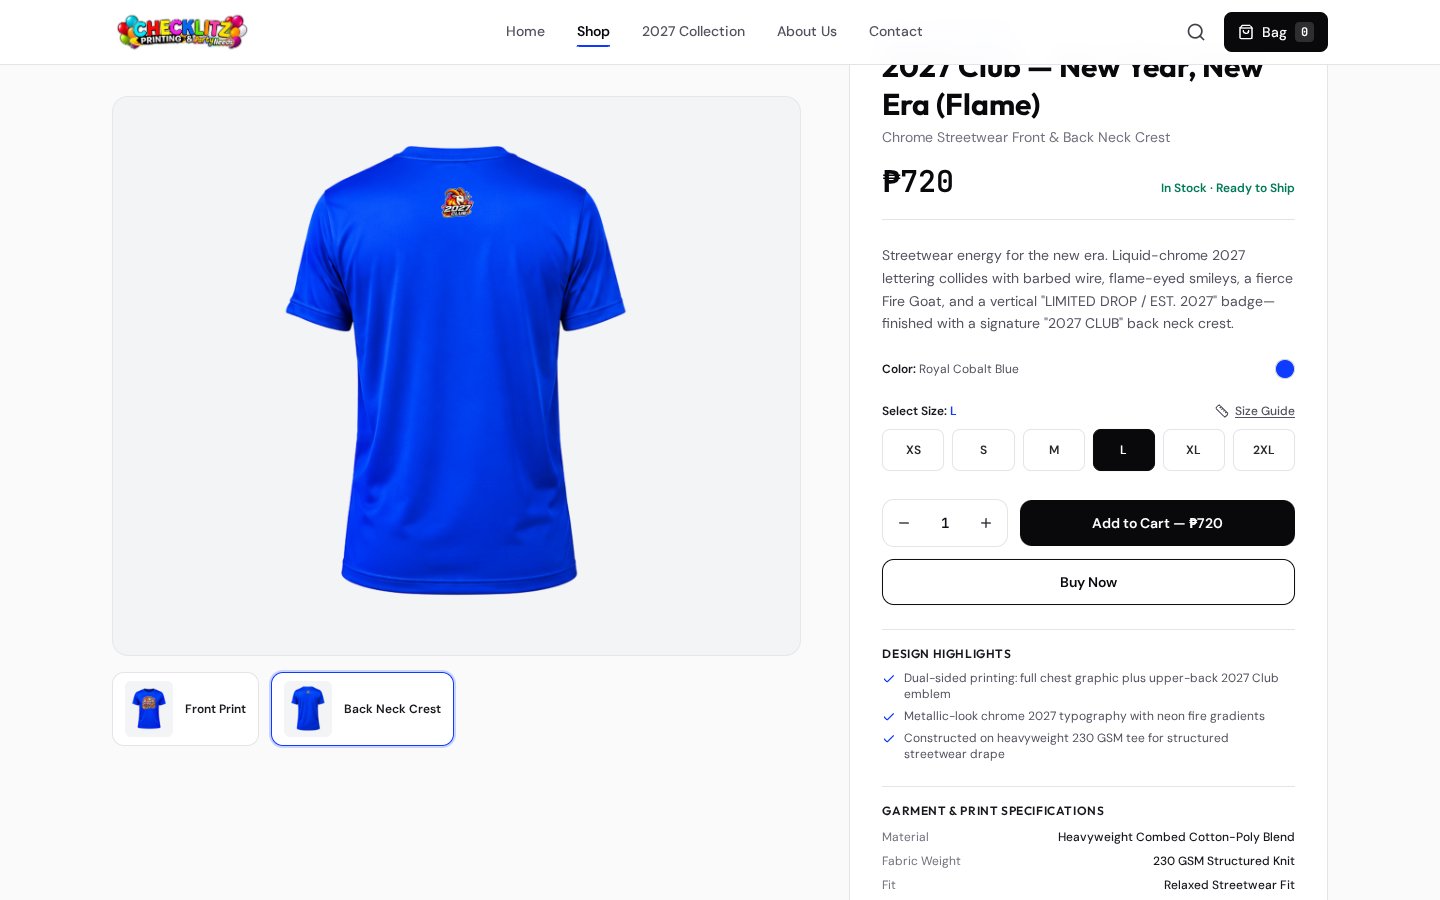 CHECKLITZ
PRINTING & Party Needs
Home
Shop
2027 Collection
About Us
Contact
Bag
0
2027 Club — New Year, New
Era (Flame)
Chrome Streetwear Front & Back Neck Crest
₱720
In Stock · Ready to Ship
2027
CLUB
Streetwear energy for the new era. Liquid-chrome 2027
lettering collides with barbed wire, flame-eyed smileys, a fierce
Fire Goat, and a vertical "LIMITED DROP / EST. 2027" badge—
finished with a signature "2027 CLUB" back neck crest.
Color: Royal Cobalt Blue
Select Size: L
Size Guide
XS
S
M
L
XL
2XL
1
Add to Cart — ₱720
Buy Now
Front Print
Back Neck Crest
DESIGN HIGHLIGHTS
Dual-sided printing: full chest graphic plus upper-back 2027 Club
emblem
Metallic-look chrome 2027 typography with neon fire gradients
Constructed on heavyweight 230 GSM tee for structured
streetwear drape
GARMENT & PRINT SPECIFICATIONS
Material
Heavyweight Combed Cotton-Poly Blend
Fabric Weight
230 GSM Structured Knit
Fit
Relaxed Streetwear Fit